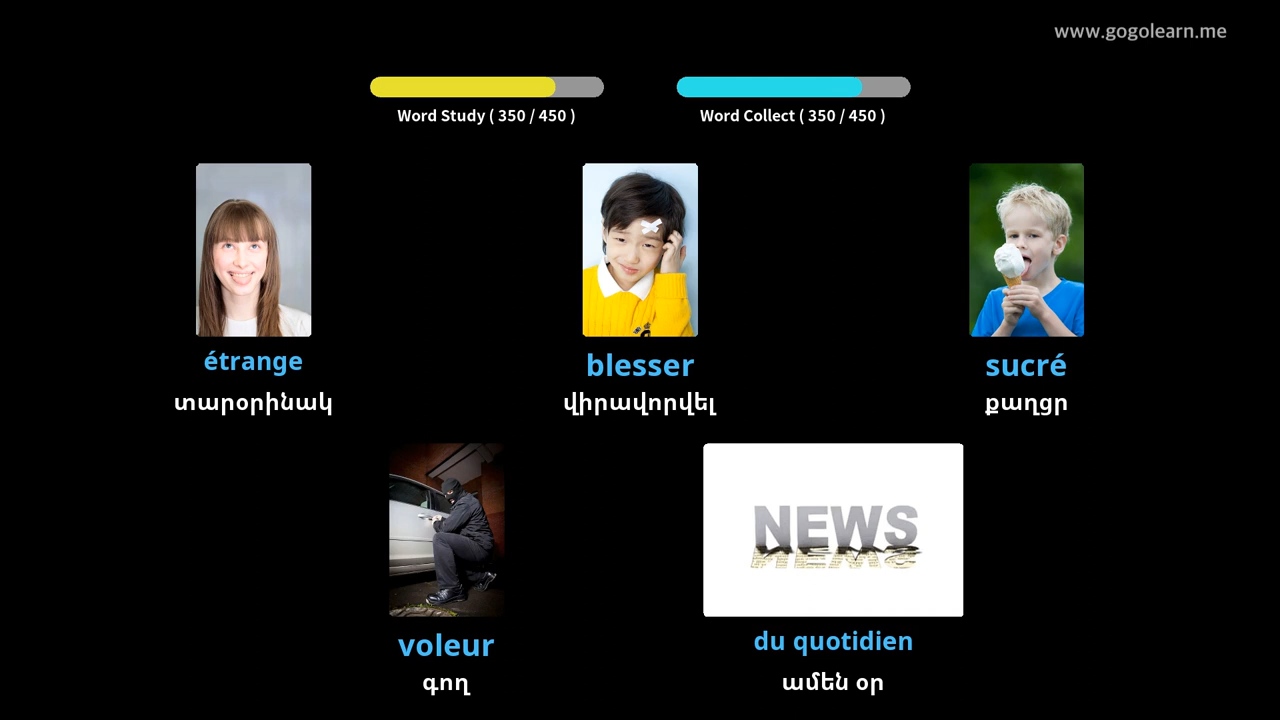 www.gogolearn.me
Word Study ( 350 / 450 )
Word Collect ( 350 / 450 )
étrange
blesser
sucré
տարօրինակ
վիրավորվել
քաղցր
NEWS
voleur
du quotidien
գող
ամեն օր